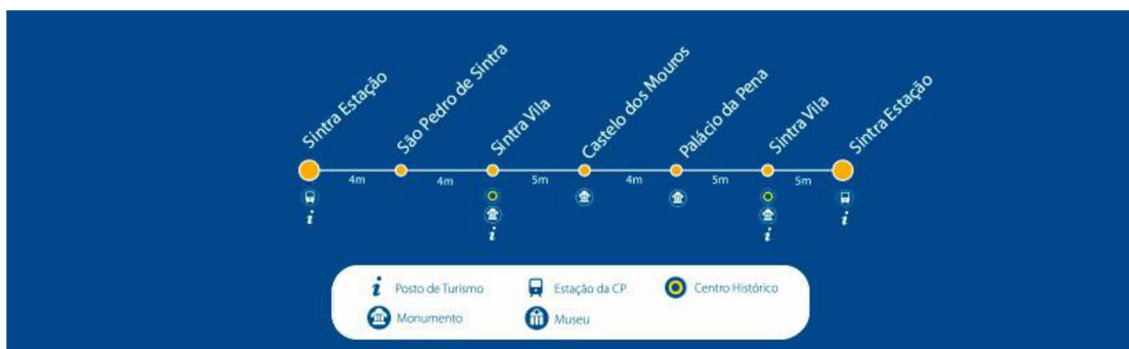 Sintra Estação
São Pedro de Sintra
Sintra Vila
Castelo dos Mouros
Palácio da Pena
Sintra Vila
Sintra Estação
4m 4m 5m 4m 5m 5m
i i i i
i Posto de Turismo Estação da CP Centro Histórico
Monumento Museu